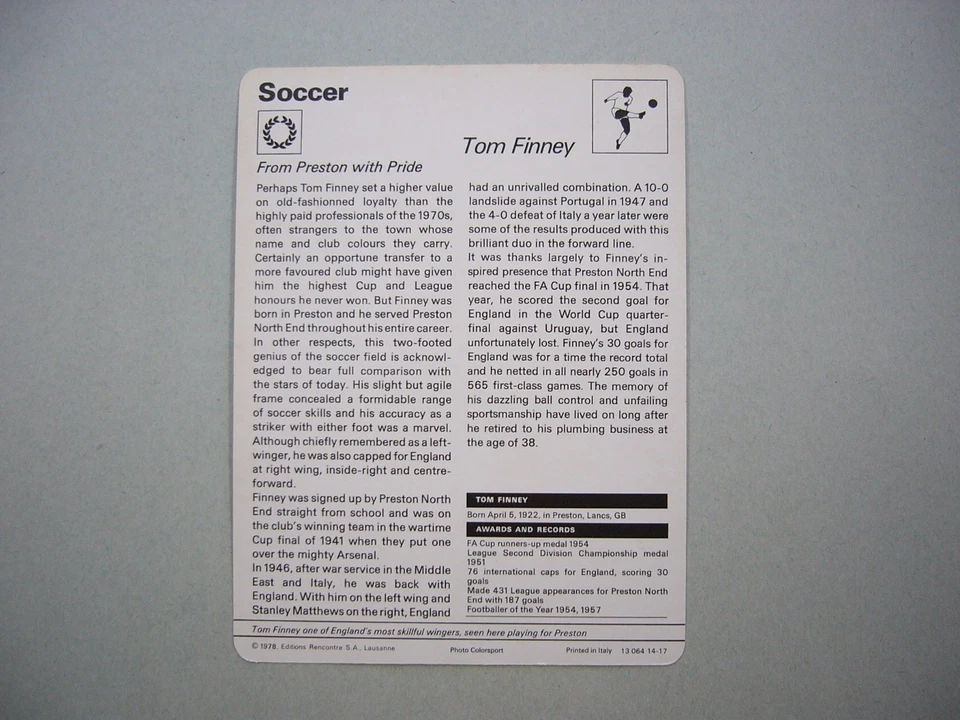 Soccer
Tom Finney
From Preston with Pride
Perhaps Tom Finney set a higher value
on old-fashionned loyalty than the
highly paid professionals of the 1970s,
often strangers to the town whose
name and club colours they carry.
Certainly an opportune transfer to a
more favoured club might have given
him the highest Cup and League
honours he never won. But Finney was
born in Preston and he served Preston
North End throughout his entire career.
In other respects, this two-footed
genius of the soccer field is acknowl-
edged to bear full comparison with
the stars of today. His slight but agile
frame concealed a formidable range
of soccer skills and his accuracy as a
striker with either foot was a marvel.
Although chiefly remembered as a left-
winger, he was also capped for England
at right wing, inside-right and centre-
forward.
Finney was signed up by Preston North
End straight from school and was on
the club's winning team in the wartime
Cup final of 1941 when they put one
over the mighty Arsenal.
In 1946, after war service in the Middle
East and Italy, he was back with
England. With him on the left wing and
Stanley Matthews on the right, England
had an unrivalled combination. A 10-0
landslide against Portugal in 1947 and
the 4-0 defeat of Italy a year later were
some of the results produced with this
brilliant duo in the forward line.
It was thanks largely to Finney's in-
spired presence that Preston North End
reached the FA Cup final in 1954. That
year, he scored the second goal for
England in the World Cup quarter-
final against Uruguay, but England
unfortunately lost. Finney's 30 goals for
England was for a time the record total
and he netted in all nearly 250 goals in
565 first-class games. The memory of
his dazzling ball control and unfailing
sportsmanship have lived on long after
he retired to his plumbing business at
the age of 38.
TOM FINNEY
Born April 5, 1922, in Preston, Lancs, GB
AWARDS AND RECORDS
FA Cup runners-up medal 1954
League Second Division Championship medal
1951
76 international caps for England, scoring 30
goals
Made 431 League appearances for Preston North
End with 187 goals
Footballer of the Year 1954, 1957
Tom Finney one of England's most skillful wingers, seen here playing for Preston
© 1978, Editions Rencontre S.A., Lausanne
Photo Colorsport
Printed in Italy 13 064 14-17